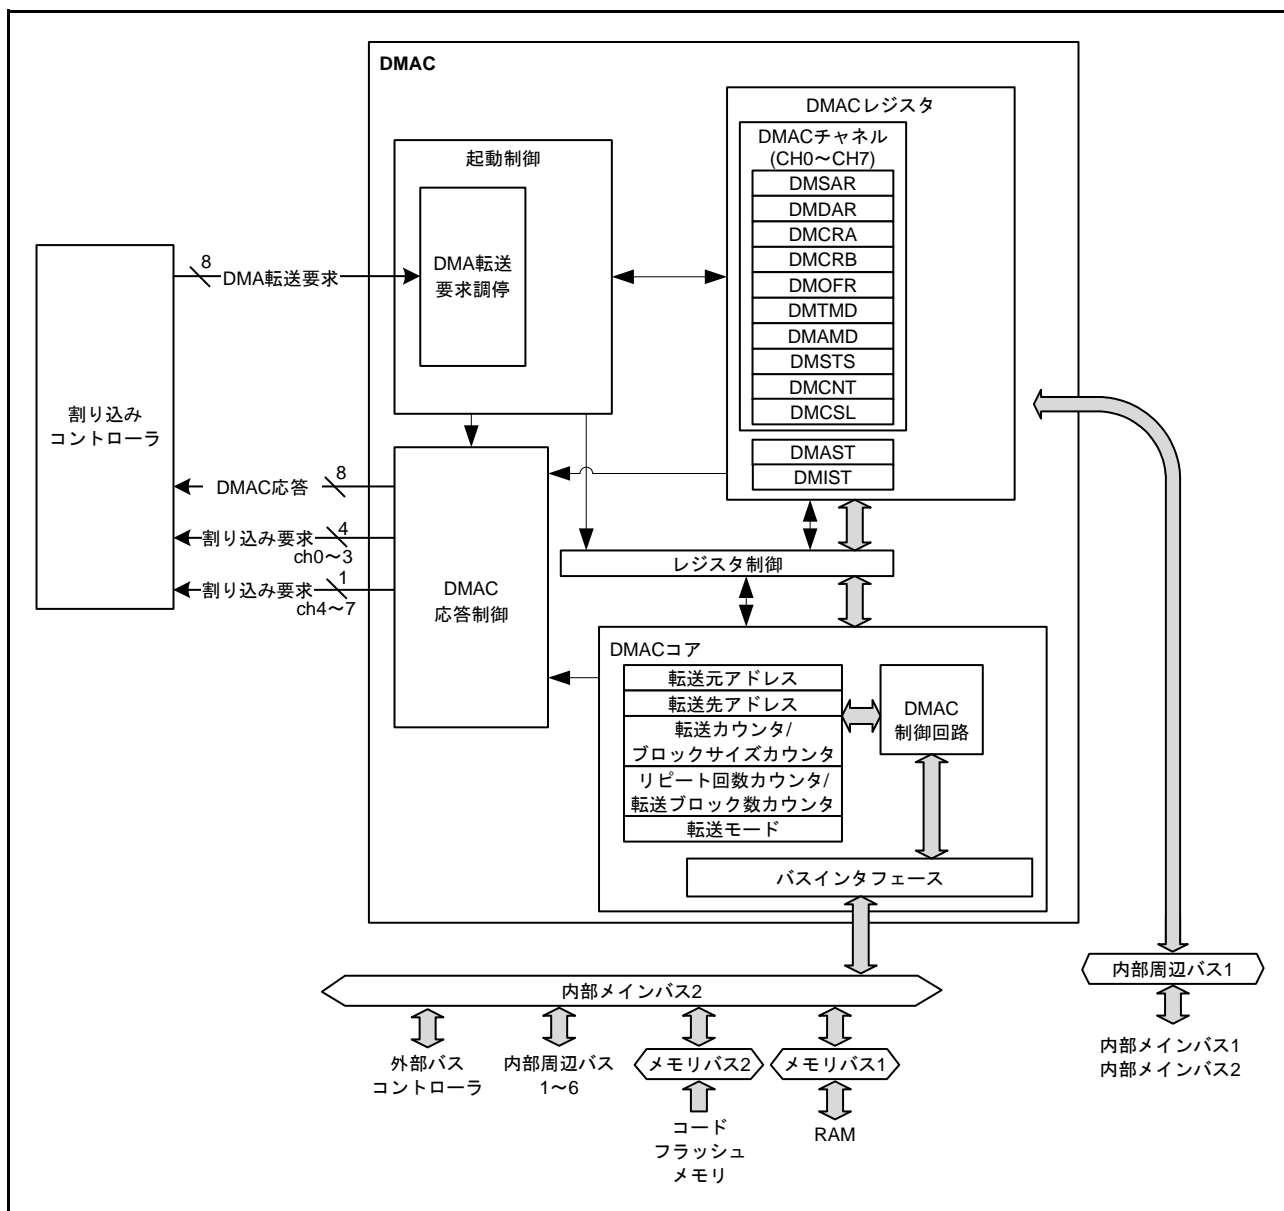 DMAC
DMACレジスタ
DMACチャネル
(CH0～CH7)
DMSAR
DMDAR
DMCRA
DMCRB
DMOFR
DMTMD
DMAMD
DMSTS
DMCNT
DMCSL
DMAST
DMIST
起動制御
DMA転送
要求調停
8
DMA転送要求
割り込み
コントローラ
8
DMAC応答
4
割り込み要求
ch0～3
1
割り込み要求
ch4～7
DMAC
応答制御
レジスタ制御
DMACコア
転送元アドレス
転送先アドレス
転送カウンタ/
ブロックサイズカウンタ
リピート回数カウンタ/
転送ブロック数カウンタ
転送モード
DMAC
制御回路
バスインタフェース
内部メインバス2
外部バス
コントローラ
内部周辺バス
1～6
メモリバス2
メモリバス1
コード
フラッシュ
メモリ
RAM
内部周辺バス1
内部メインバス1
内部メインバス2